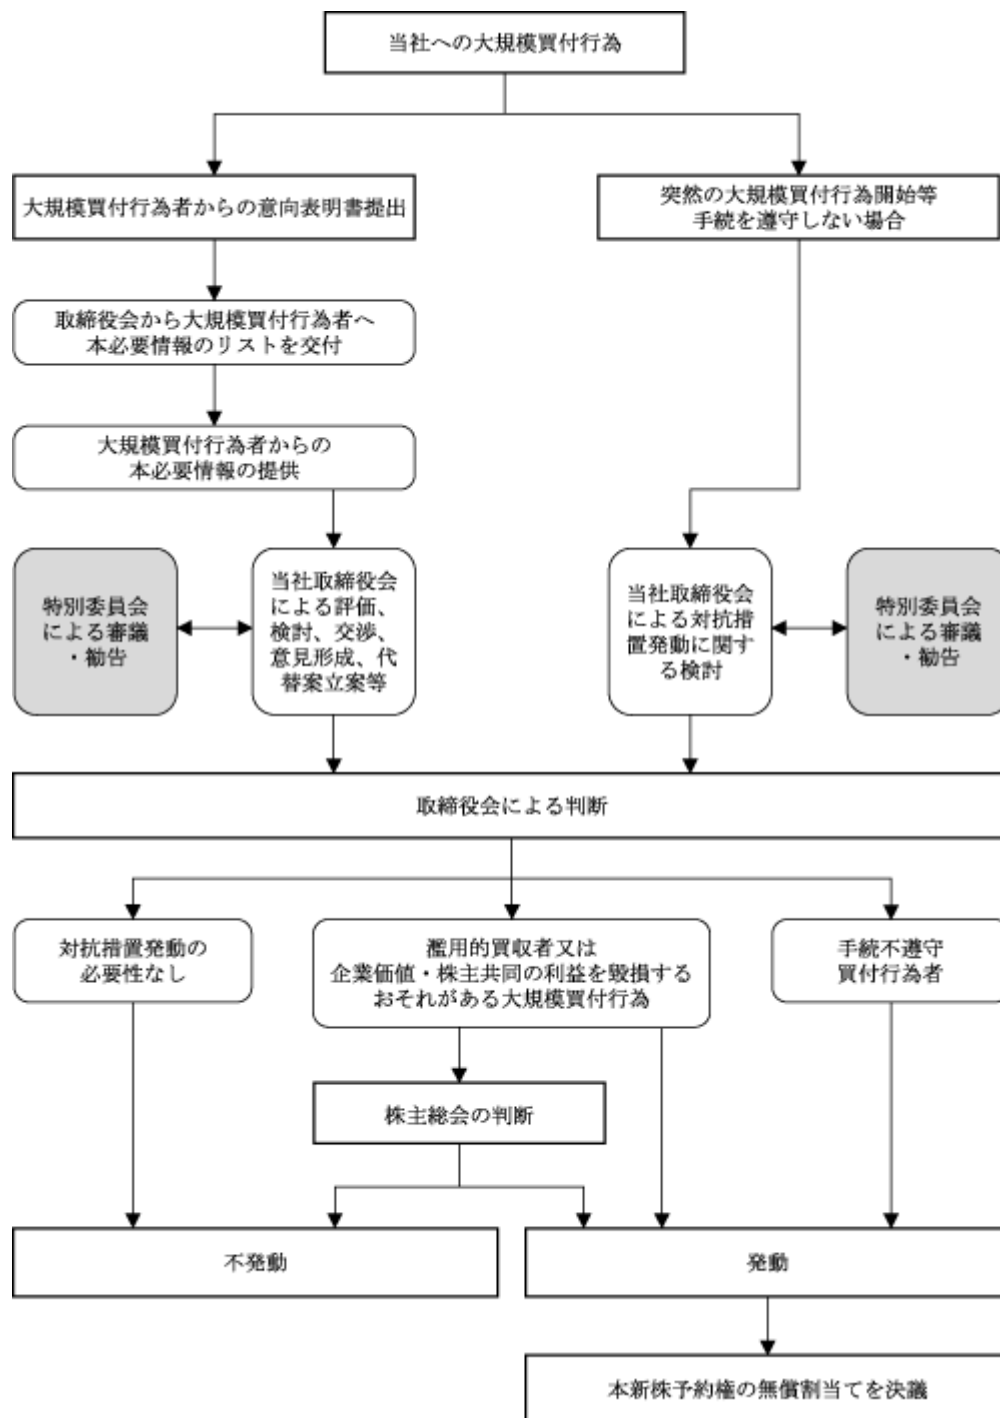 当社への大規模買付行為
大規模買付行為者からの意向表明書提出
突然の大規模買付行為開始等
手続を遵守しない場合
取締役会から大規模買付行為者へ
本必要情報のリストを交付
大規模買付行為者からの
本必要情報の提供
特別委員会
による審議
・勧告
当社取締役会
による評価、
検討、交渉、
意見形成、代
替案立案等
当社取締役会
による対抗措
置発動に関す
る検討
特別委員会
による審議
・勧告
取締役会による判断
対抗措置発動の
必要性なし
濫用的買収者又は
企業価値・株主共同の利益を毀損する
おそれがある大規模買付行為
手続不遵守
買付行為者
株主総会の判断
不発動
発動
本新株予約権の無償割当てを決議